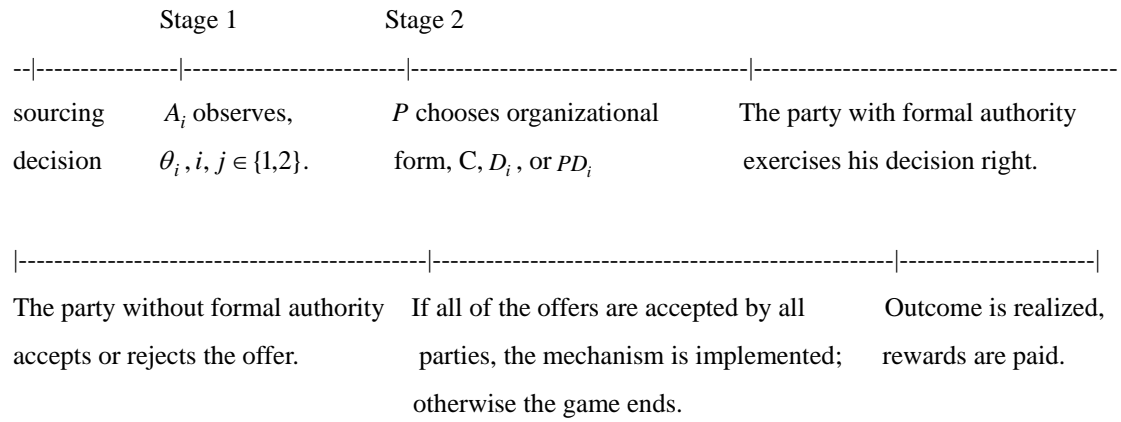 Stage 1 Stage 2
--|----------------|-------------------------|--------------------------------------|-----------------------------------------
sourcing A_i observes, P chooses organizational The party with formal authority
decision θ_i, i, j ∈ {1,2}. form, C, D_i, or PD_i exercises his decision right.
|----------------------------------------------|----------------------------------------------------|----------------------|
The party without formal authority If all of the offers are accepted by all Outcome is realized,
accepts or rejects the offer. parties, the mechanism is implemented; rewards are paid.
otherwise the game ends.